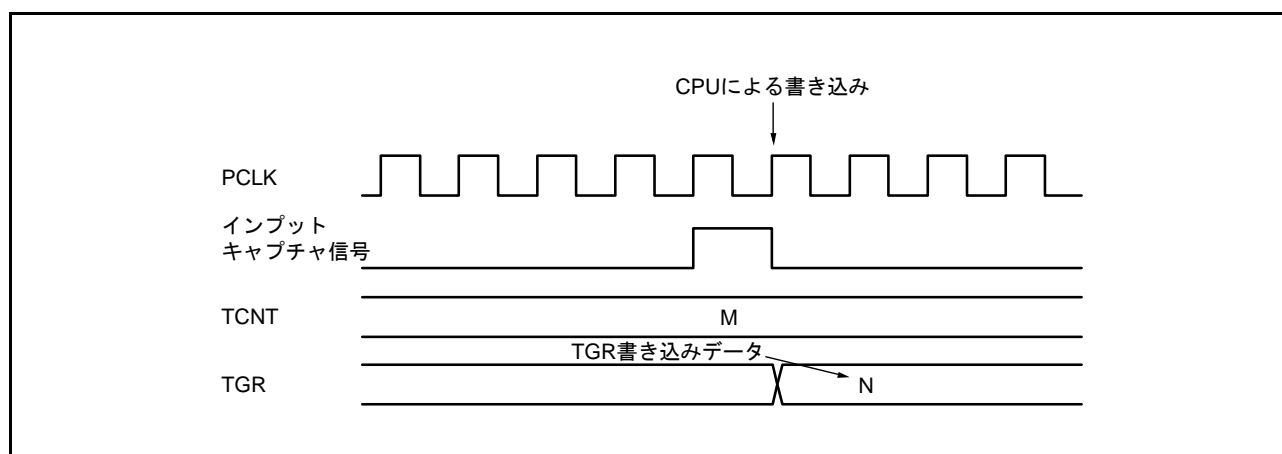 CPUによる書き込み
PCLK
インプット
キャプチャ信号
TCNT
M
TGR書き込みデータ
TGR
N